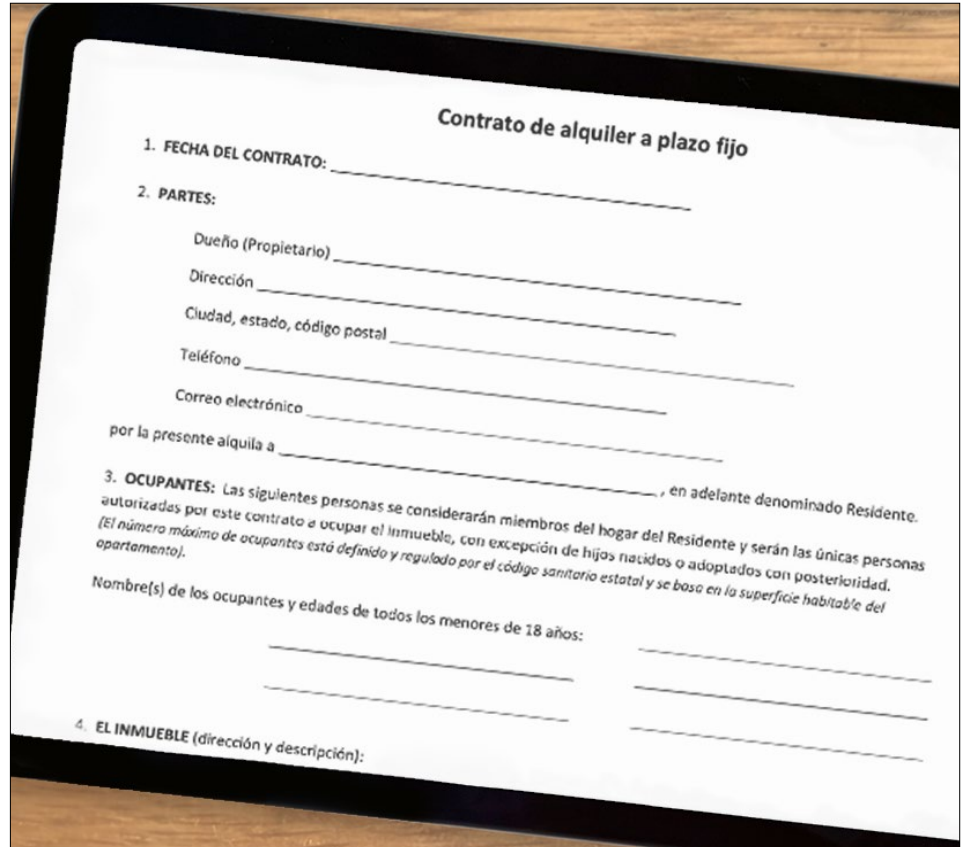 Contrato de alquiler a plazo fijo
1. FECHA DEL CONTRATO:
2. PARTES:
Dueño (Propietario)
Dirección
Ciudad, estado, código postal
Teléfono
Correo electrónico
por la presente alquila a , en adelante denominado Residente.
3. OCUPANTES: Las siguientes personas se considerarán miembros del hogar del Residente y serán las únicas personas
autorizadas por este contrato a ocupar el inmueble, con excepción de hijos nacidos o adoptados con posterioridad.
(El número máximo de ocupantes está definido y regulado por el código sanitario estatal y se basa en la superficie habitable del
apartamento).
Nombre(s) de los ocupantes y edades de todos los menores de 18 años:
4. EL INMUEBLE (dirección y descripción):